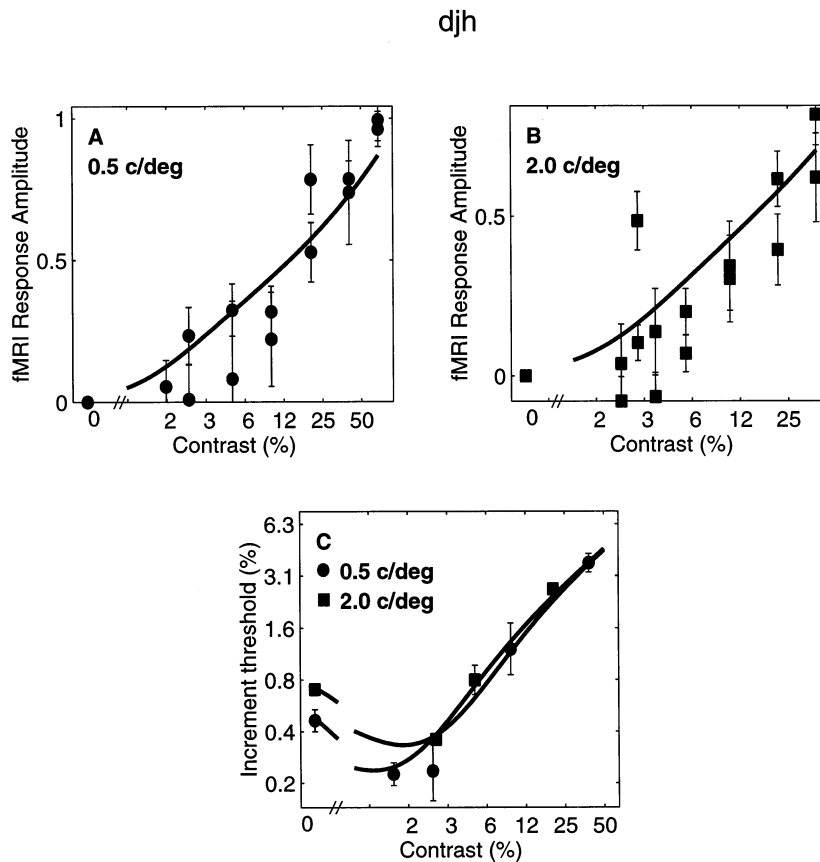 djh
A
0.5 c/deg
fMRI Response Amplitude
1
0.5
0
0 // 2 3 6 12 25 50
Contrast (%)
B
2.0 c/deg
fMRI Response Amplitude
0.5
0
0 // 2 3 6 12 25
Contrast (%)
C
0.5 c/deg
2.0 c/deg
Increment threshold (%)
6.3
3.1
1.6
0.8
0.4
0.2
0 // 2 3 6 12 25 50
Contrast (%)